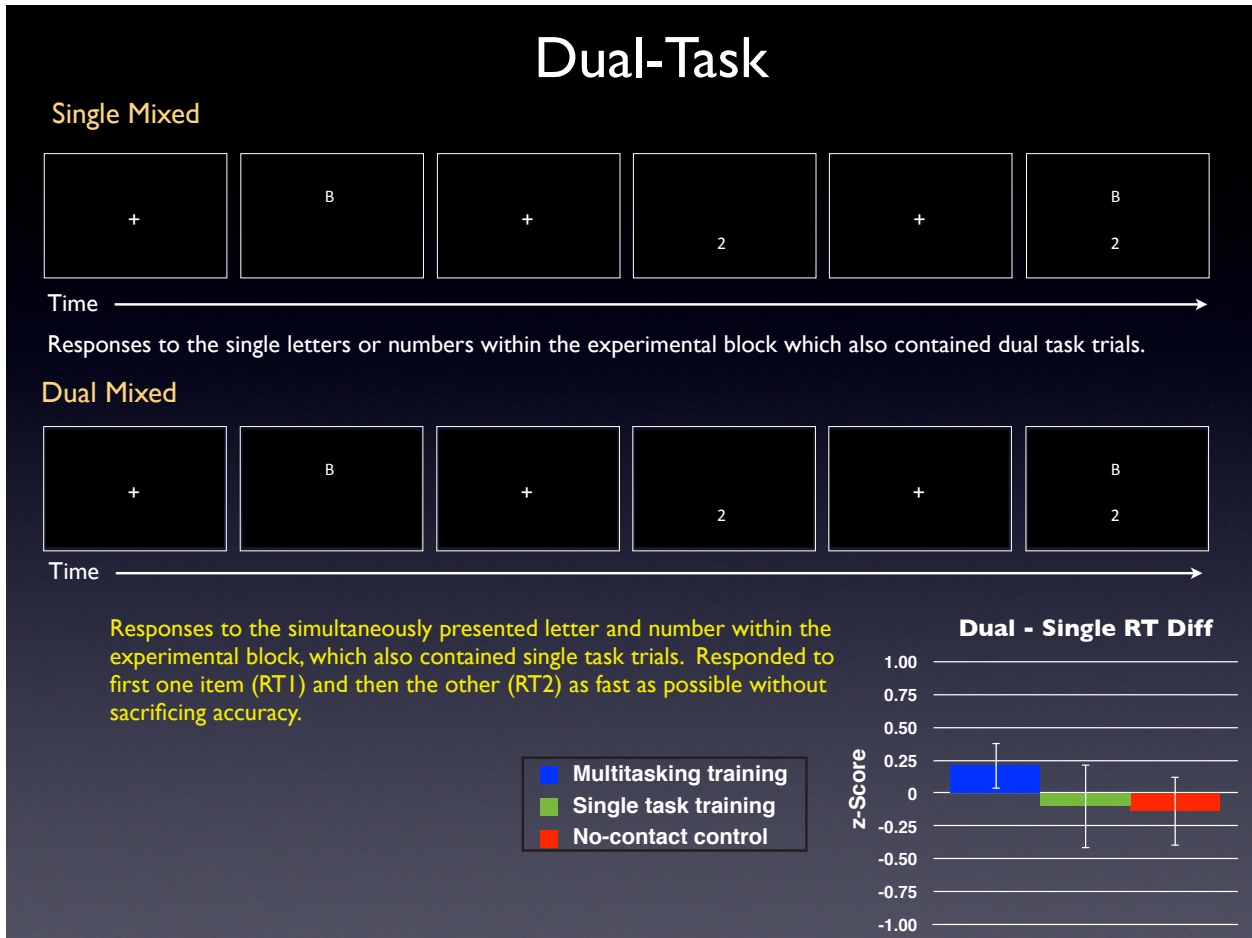 Dual-Task
Single Mixed
+
B
+
2
+
B
2
Time
Responses to the single letters or numbers within the experimental block which also contained dual task trials.
Dual Mixed
+
B
+
2
+
B
2
Time
Responses to the simultaneously presented letter and number within the
experimental block, which also contained single task trials.  Responded to
first one item (RT1) and then the other (RT2) as fast as possible without
sacrificing accuracy.
Multitasking training
Single task training
No-contact control
Dual - Single RT Diff
z-Score
1.00
0.75
0.50
0.25
0
-0.25
-0.50
-0.75
-1.00